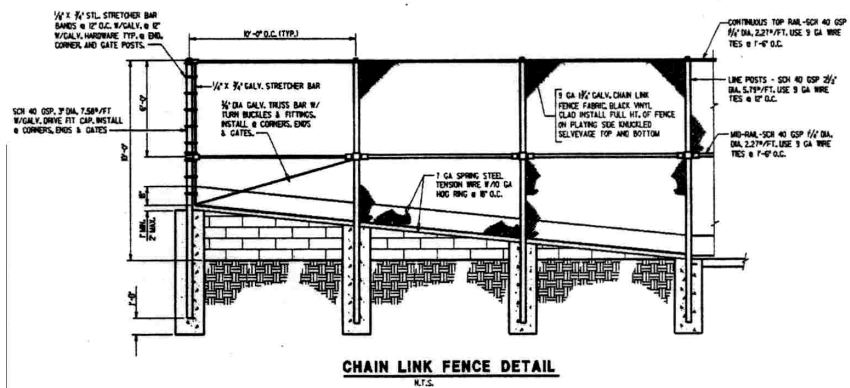 ⅛" X ¾" STL. STRETCHER BAR
BANDS @ 12" O.C. W/GALV. @ 12"
W/GALV. HARDWARE TYP. @ END,
CORNER, AND GATE POSTS.
10'-0" O.C. (TYP.)
CONTINUOUS TOP RAIL-SCH 40 GSP
DIA, 2.27#/FT. USE 9 GA WIRE
TIES @ 1'-6" O.C.
¼" X ¾" GALV. STRETCHER BAR
⅜" DIA GALV. TRUSS BAR W/
TURN BUCKLES & FITTINGS.
INSTALL @ CORNERS, ENDS
& GATES.
9 GA 1¾" GALV. CHAIN LINK
FENCE FABRIC, BLACK VINYL
CLAD INSTALL FULL HT. OF FENCE
ON PLAYING SIDE KNUCKLED
SELVEVAGE TOP AND BOTTOM
LINE POSTS - SCH 40 GSP 2½"
DIA, 5.79#/FT. USE 9 GA WIRE
TIES @ 12" O.C.
SCH 40 GSP, 3" DIA, 7.58#/FT
W/GALV. DRIVE FIT CAP. INSTALL
@ CORNERS, ENDS & GATES
6'-0"
10'-0"
MID-RAIL-SCH 40 GSP
DIA, 2.27#/FT. USE 9 GA WIRE
TIES @ 1'-6" O.C.
7 GA SPRING STEEL
TENSION WIRE W/10 GA
HOG RING @ 18" O.C.
18"
1" MIN.
2" MAX.
1'-0"
CHAIN LINK FENCE DETAIL
N.T.S.